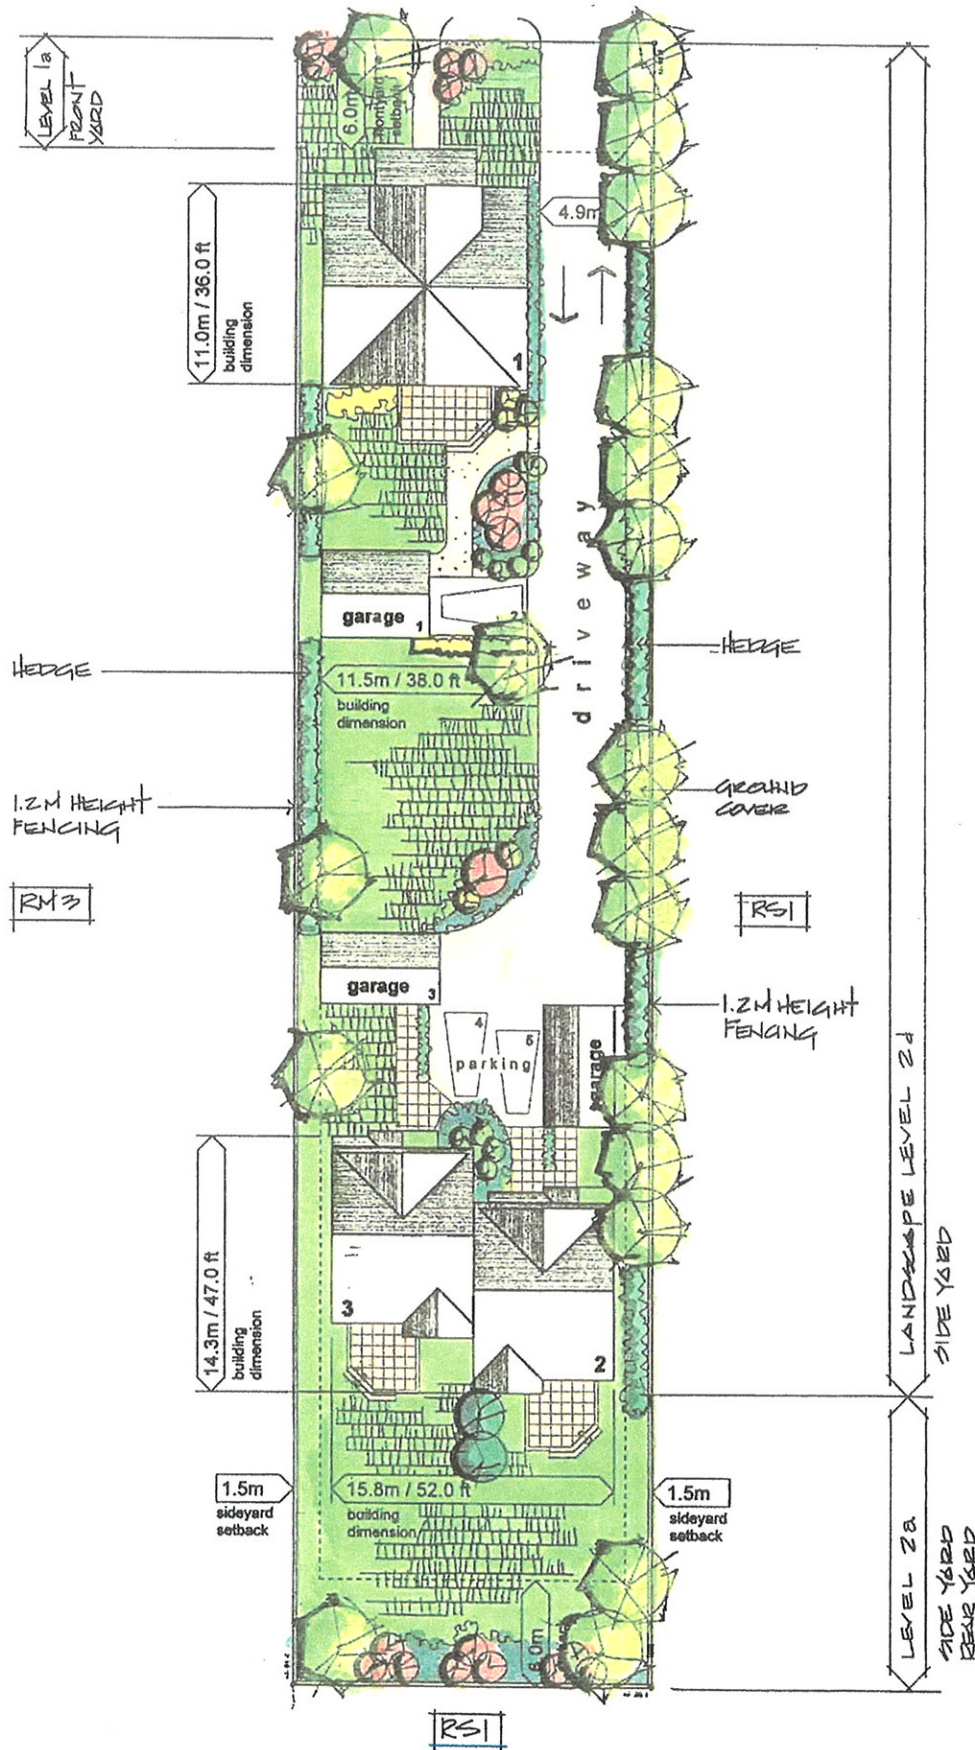 LEVEL 1a
FRONT
YARD
6.0m
frontyard
setback
4.9m
11.0m / 36.0 ft
building
dimension
1
garage 1
2
driveway
HEDGE
HEDGE
11.5m / 38.0 ft
building
dimension
1.2M HEIGHT
FENCING
GROUND
COVER
RM3
RS1
garage 3
1.2M HEIGHT
FENCING
4
5
parking
garage
LANDSCAPE LEVEL 2d
SIDE YARD
14.3m / 47.0 ft
building
dimension
3
2
1.5m
sideyard
setback
15.8m / 52.0 ft
building
dimension
1.5m
sideyard
setback
6.0m
LEVEL 2a
SIDE YARD
REAR YARD
RS1